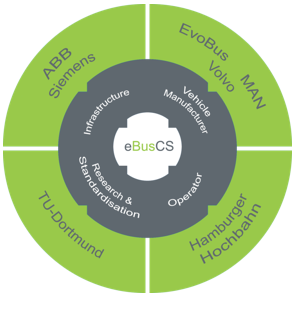 ABB
Siemens
EvoBus
Volvo
MAN
Infrastructure
Vehicle
Manufacturer
eBusCS
Research &
Standardisation
Operator
TU-Dortmund
Hamburger
Hochbahn